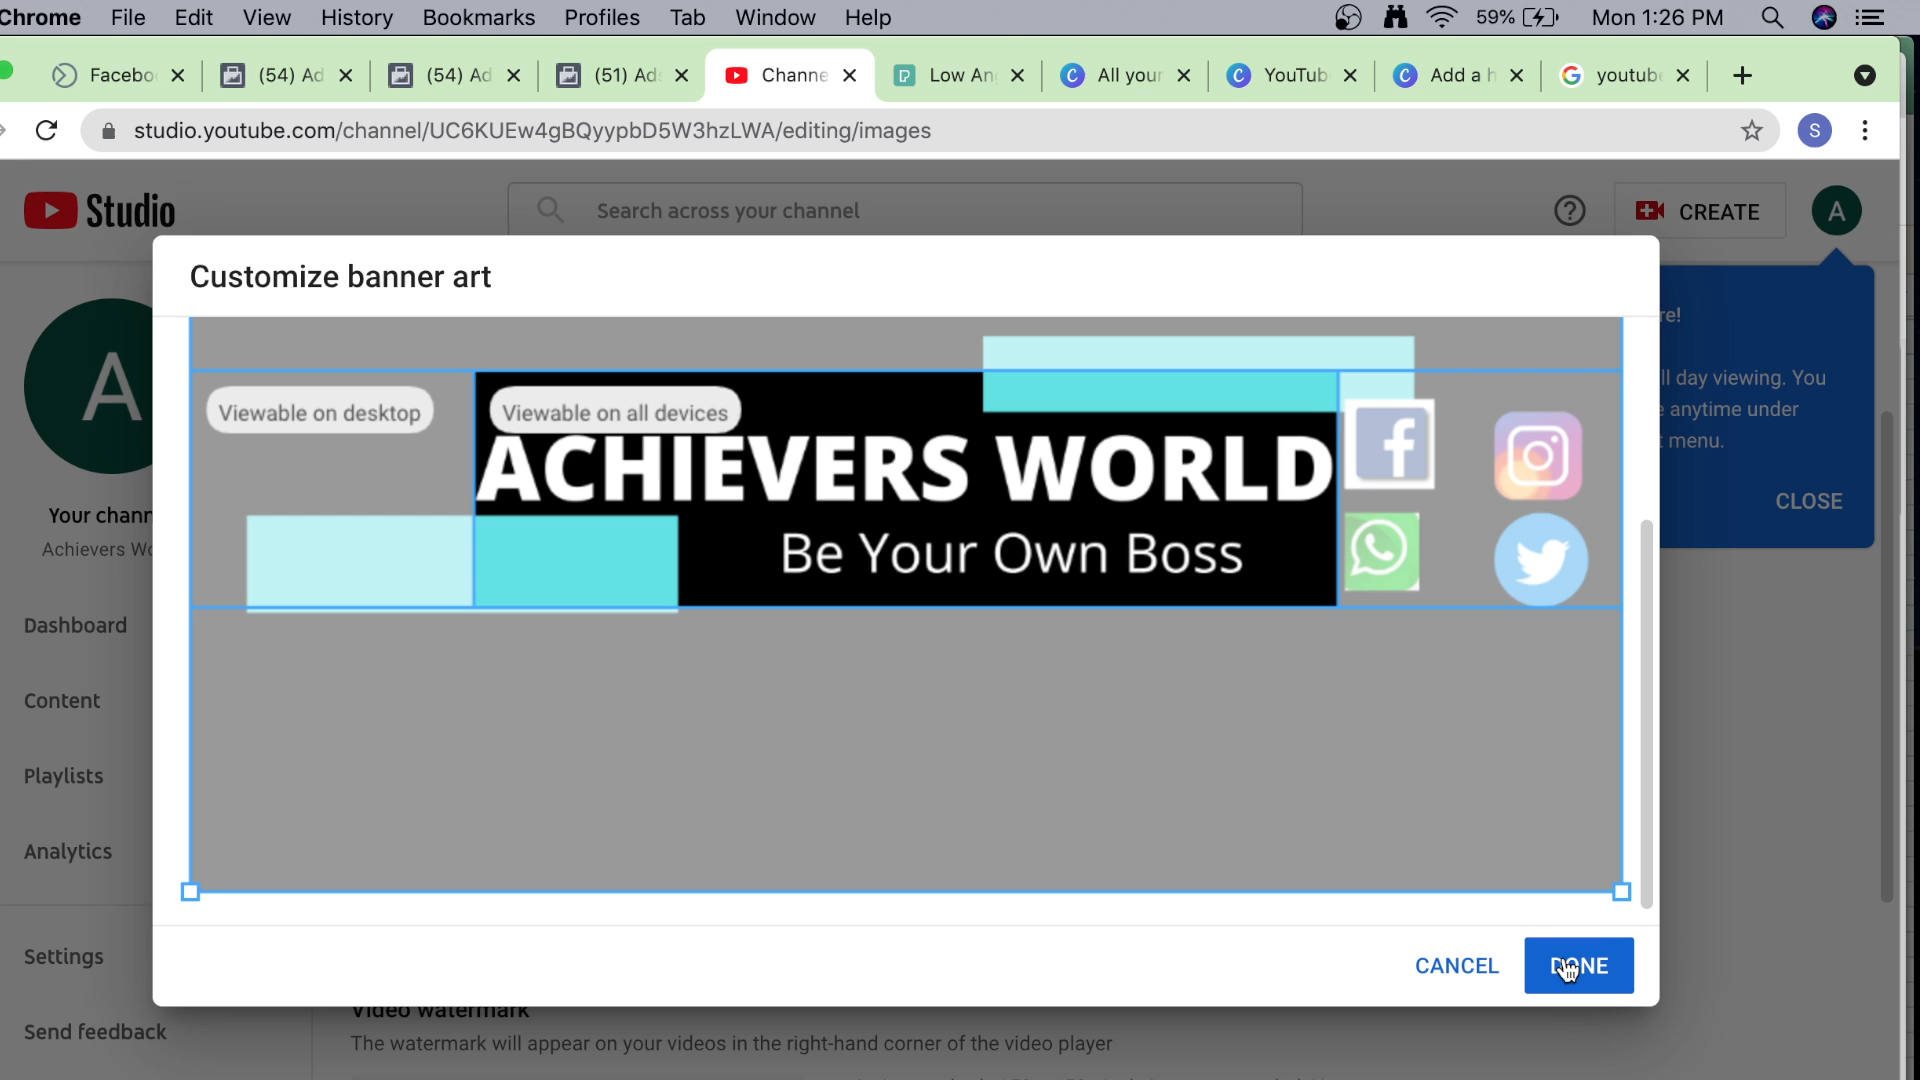 Chrome File Edit View History Bookmarks Profiles Tab Window Help 59% Mon 1:26 PM
Facebo (54) Ad (54) Ad (51) Ad Channe Low An All your YouTub Add a h youtube
studio.youtube.com/channel/UC6KUEw4gBQyypbD5W3hzLWA/editing/images S
Studio Search across your channel CREATE A
Customize banner art
re!
ll day viewing. You
anytime under
menu.
CLOSE
A
Your chann
Achievers Wo
Viewable on desktop Viewable on all devices
ACHIEVERS WORLD
Be Your Own Boss
Dashboard
Content
Playlists
Analytics
Settings
Send feedback
CANCEL DONE
Video watermark
The watermark will appear on your videos in the right-hand corner of the video player